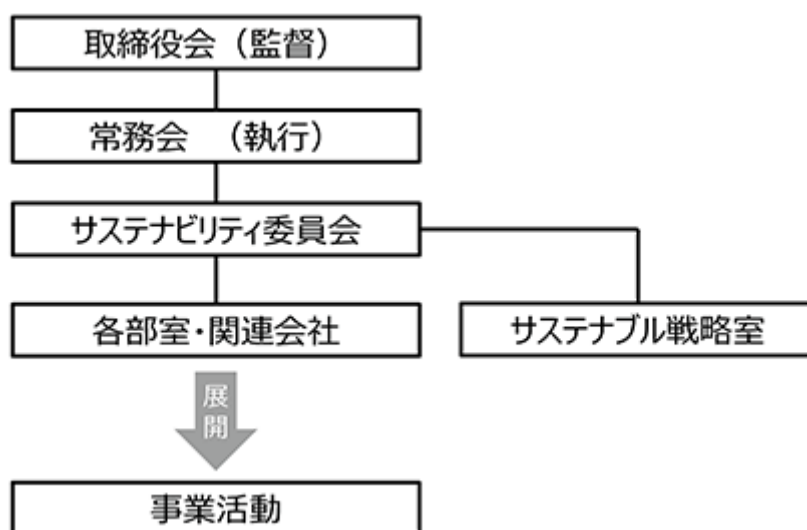 取締役会（監督）
常務会　（執行）
サステナビリティ委員会
各部室・関連会社
サステナブル戦略室
展開
事業活動